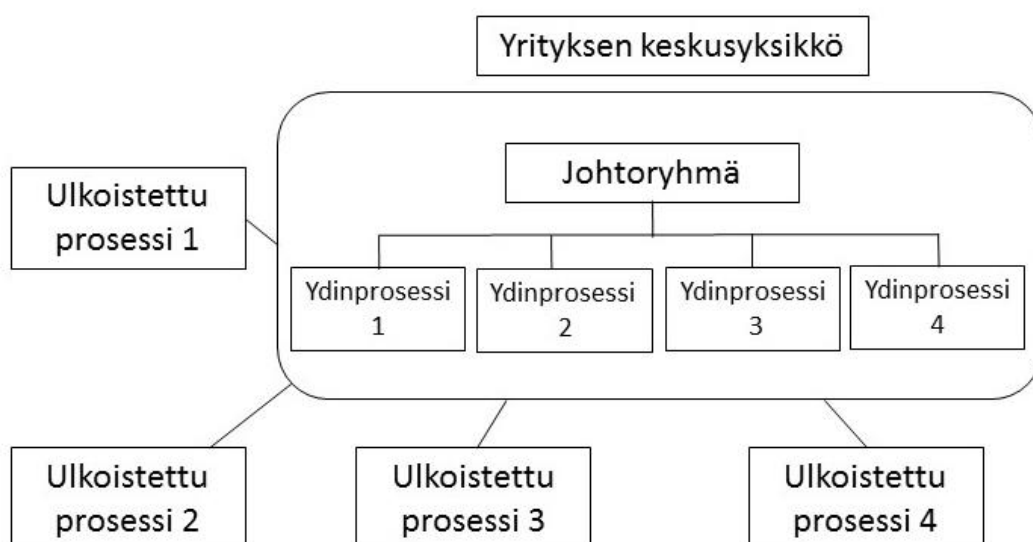 Yrityksen keskusyksikkö
Johtoryhmä
Ulkoistettu
prosessi 1
Ydinprosessi
1
Ydinprosessi
2
Ydinprosessi
3
Ydinprosessi
4
Ulkoistettu
prosessi 2
Ulkoistettu
prosessi 3
Ulkoistettu
prosessi 4